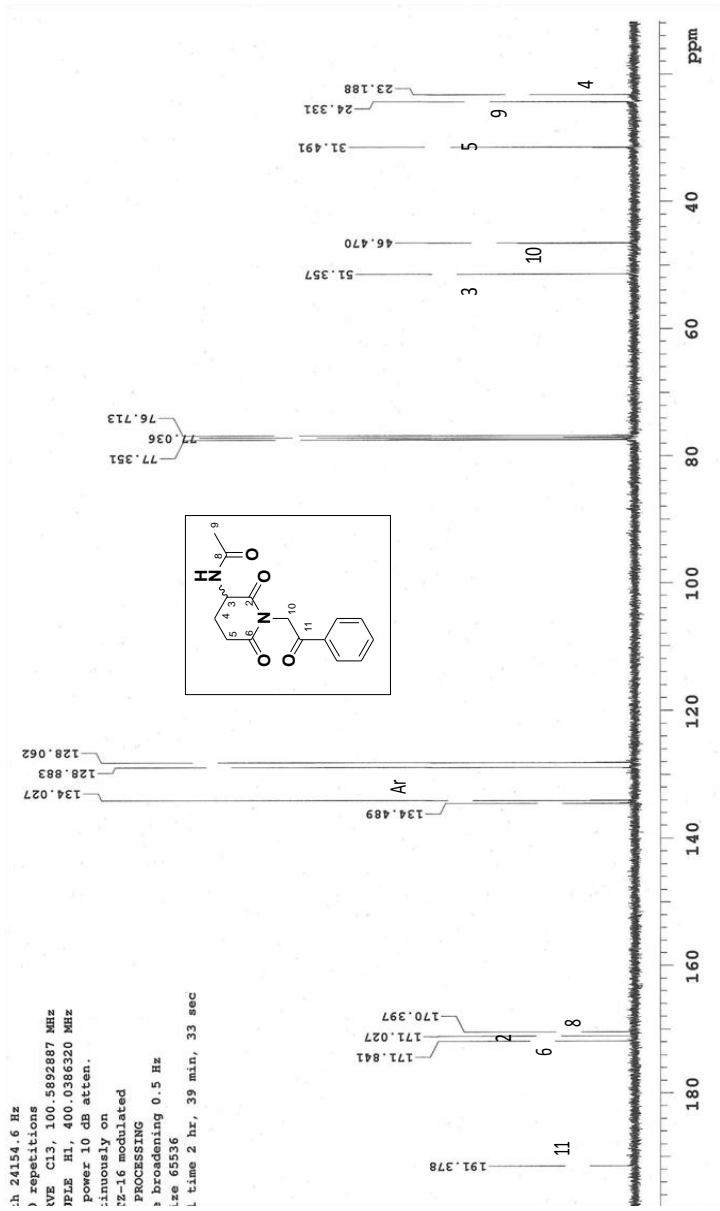 th 24154.6 Hz
0 repetitions
RVE C13, 100.5892887 MHz
UPLE H1, 400.0386320 MHz
power 10 dB atten.
tinuously on
TZ-16 modulated
PROCESSING
e broadening 0.5 Hz
ize 65536
l time 2 hr, 39 min, 33 sec
191.378
171.841
171.027
170.397
134.489
134.027
128.883
128.062
77.351
77.036
76.713
51.357
46.470
31.491
24.331
23.188
11
6
2
8
Ar
3
10
5
9
4
H
N
O
O
N
O
O
2
3
4
5
6
8
9
10
11
180
160
140
120
100
80
60
40
ppm